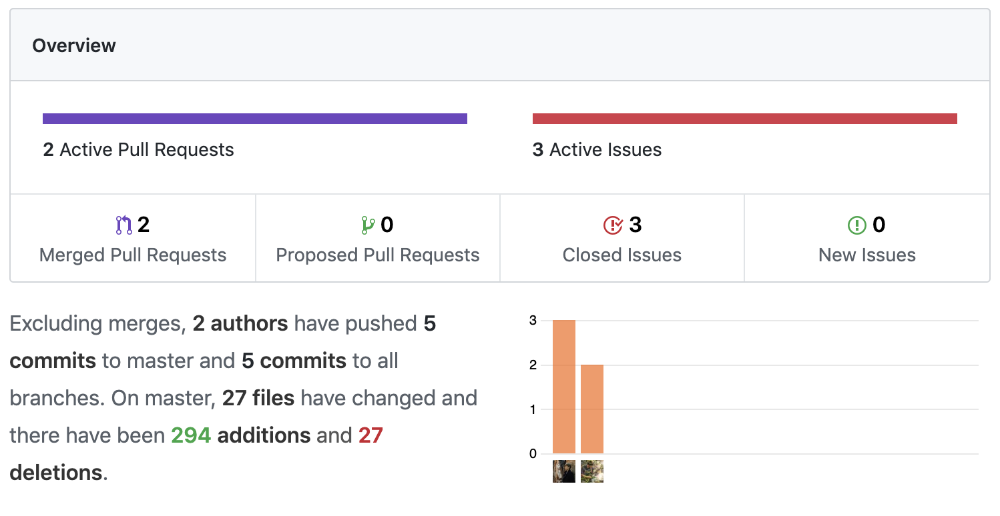 Overview
2 Active Pull Requests
3 Active Issues
2
Merged Pull Requests
0
Proposed Pull Requests
3
Closed Issues
0
New Issues
Excluding merges, 2 authors have pushed 5
commits to master and 5 commits to all
branches. On master, 27 files have changed and
there have been 294 additions and 27
deletions.
3
2
1
0